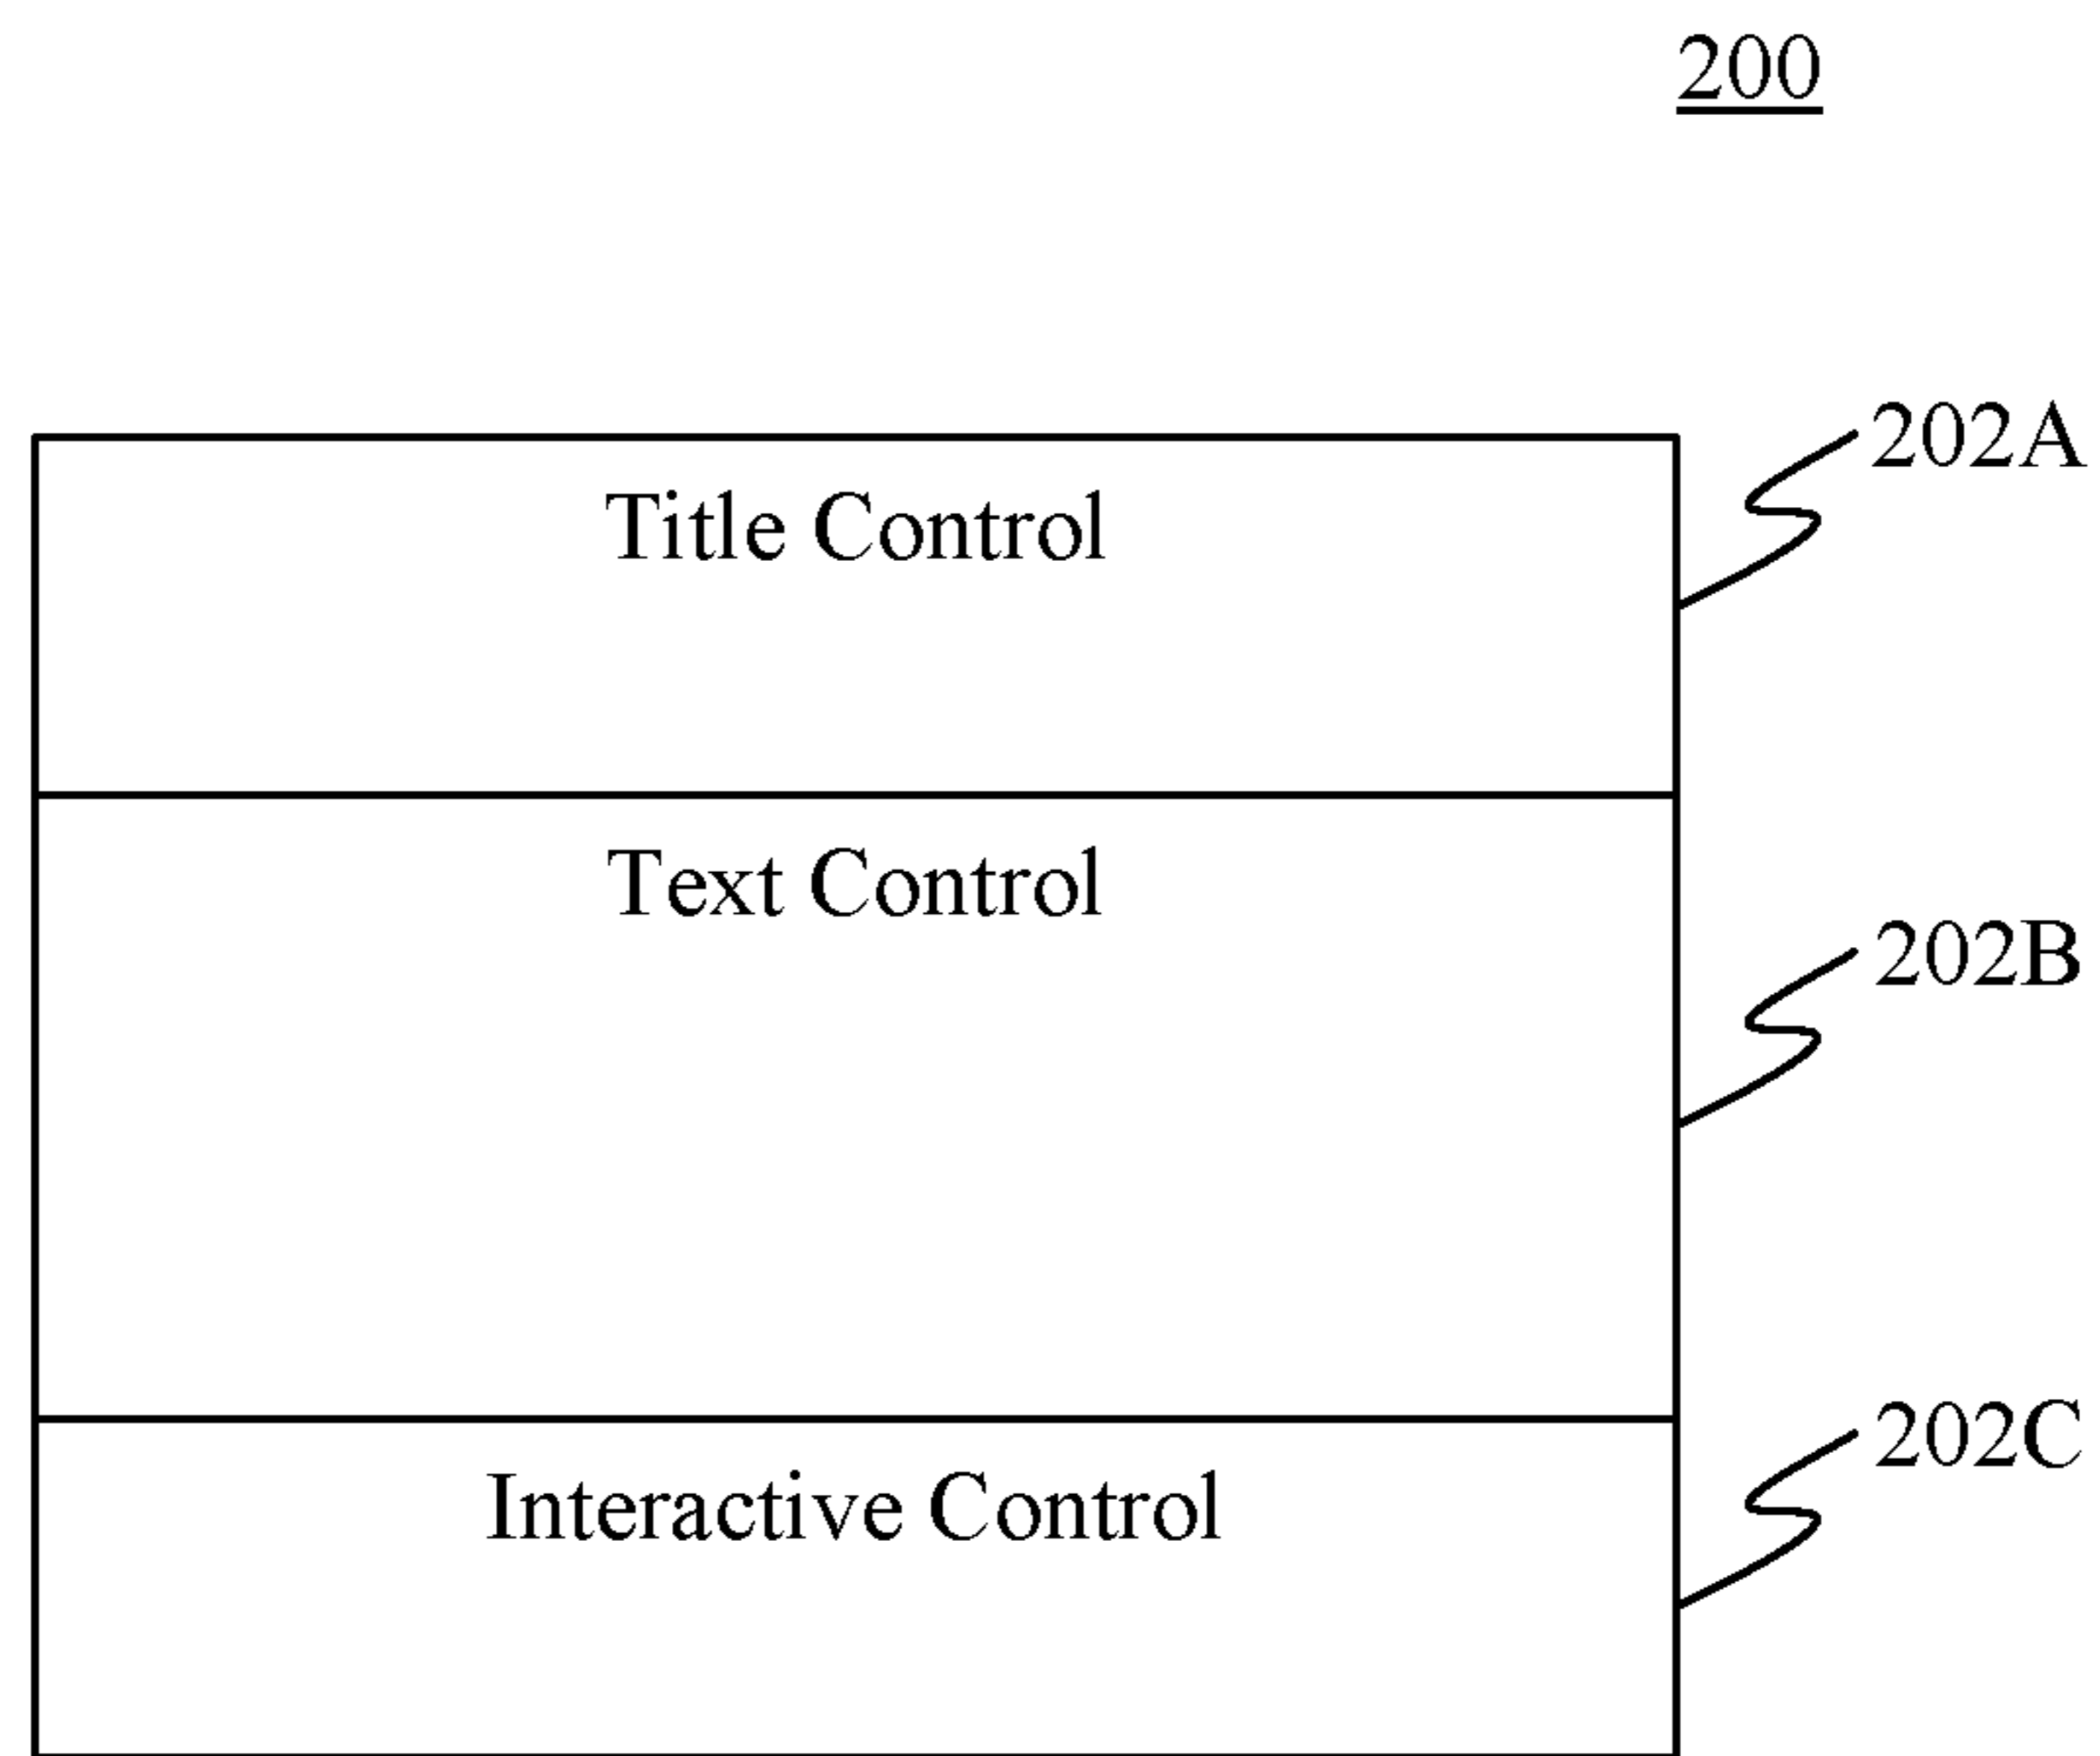 200
202A
Title Control
Text Control
202B
202C
Interactive Control